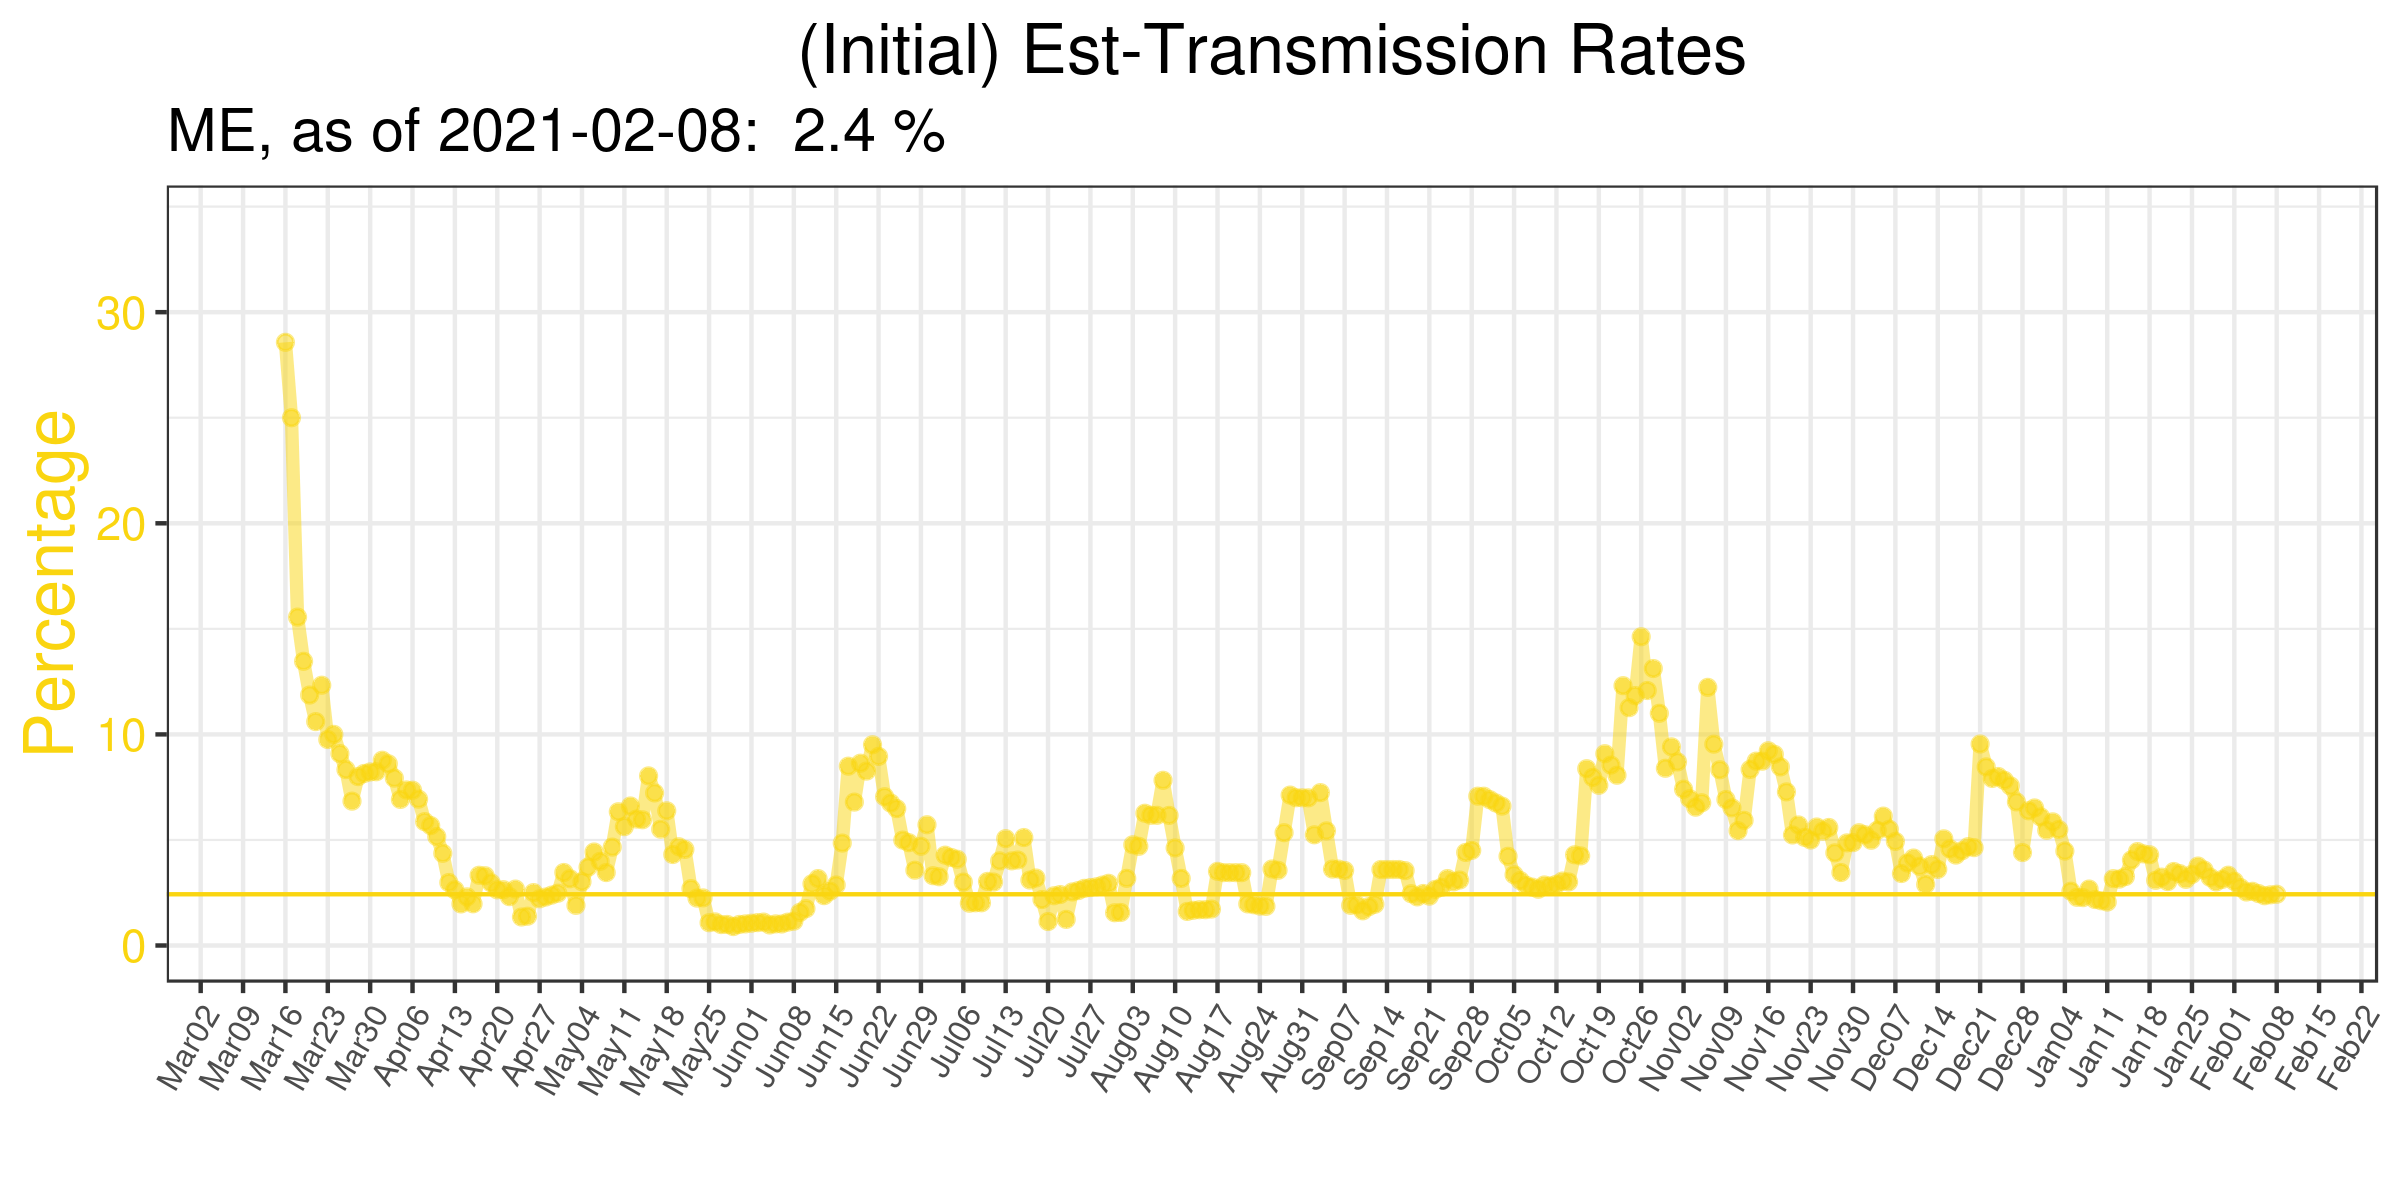 (Initial) Est-Transmission Rates
ME, as of 2021-02-08:  2.4 %
Percentage
30
20
10
0
Mar02
Mar09
Mar16
Mar23
Mar30
Apr06
Apr13
Apr20
Apr27
May04
May11
May18
May25
Jun01
Jun08
Jun15
Jun22
Jun29
Jul06
Jul13
Jul20
Jul27
Aug03
Aug10
Aug17
Aug24
Aug31
Sep07
Sep14
Sep21
Sep28
Oct05
Oct12
Oct19
Oct26
Nov02
Nov09
Nov16
Nov23
Nov30
Dec07
Dec14
Dec21
Dec28
Jan04
Jan11
Jan18
Jan25
Feb01
Feb08
Feb15
Feb22